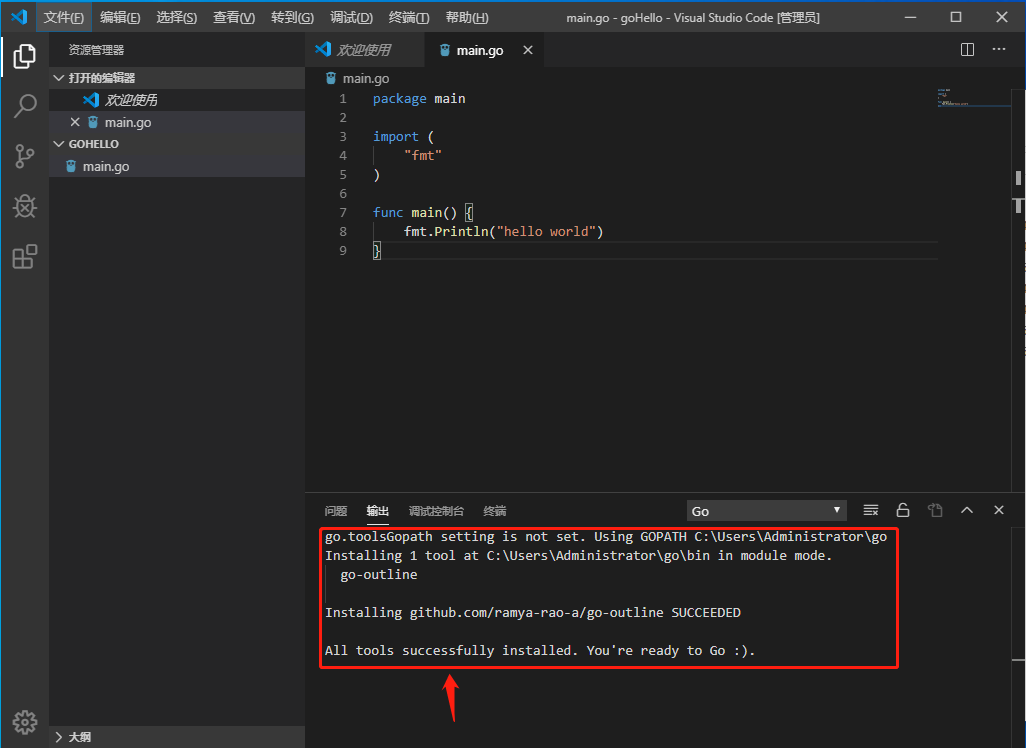 文件(F) 编辑(E) 选择(S) 查看(V) 转到(G) 调试(D) 终端(T) 帮助(H) main.go - goHello - Visual Studio Code [管理员]
资源管理器
打开的编辑器
欢迎使用
main.go
GOHELLO
main.go
大纲
欢迎使用 main.go
main.go
1 package main
2
3 import (
4 "fmt"
5 )
6
7 func main() {
8 fmt.Println("hello world")
9 }
问题 输出 调试控制台 终端 Go
go.toolsGopath setting is not set. Using GOPATH C:\Users\Administrator\go
Installing 1 tool at C:\Users\Administrator\go\bin in module mode.
go-outline
Installing github.com/ramya-rao-a/go-outline SUCCEEDED
All tools successfully installed. You're ready to Go :).